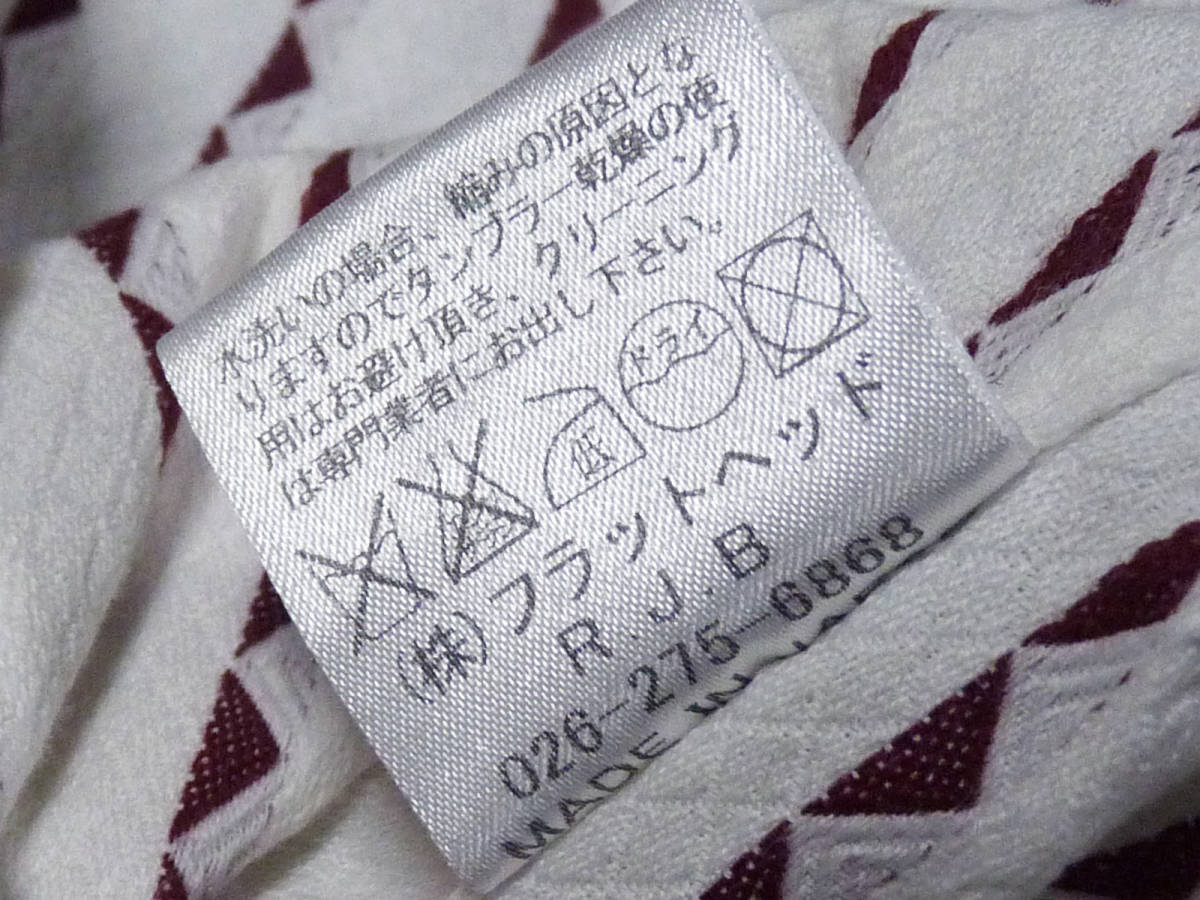 水洗いの場合、縮みの原因とな
りますのでタンブラー乾燥の使
用はお避け頂き、クリーニング
は専門業者にお出し下さい。
低 ドライ
(株)フラットヘッド
R.J.B
026-275-6868
MADE IN